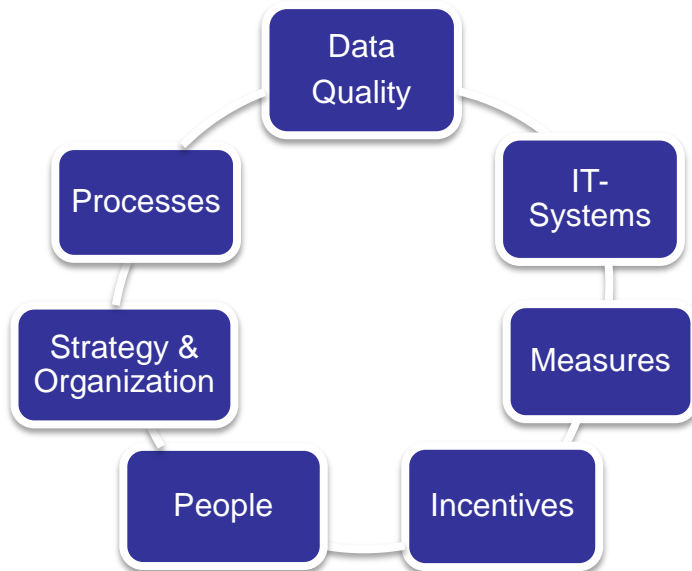 Data
Quality
IT-
Systems
Measures
Incentives
People
Strategy &
Organization
Processes